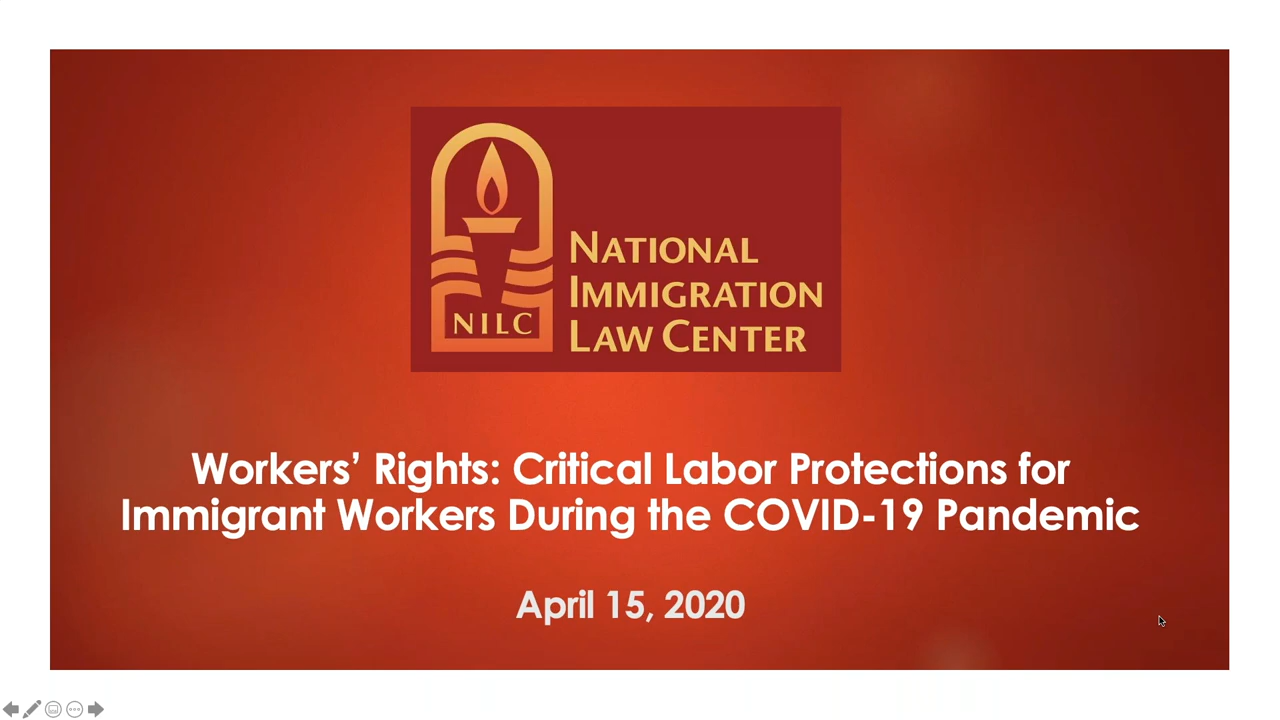 NILC
NATIONAL
IMMIGRATION
LAW CENTER
Workers’ Rights: Critical Labor Protections for
Immigrant Workers During the COVID-19 Pandemic
April 15, 2020